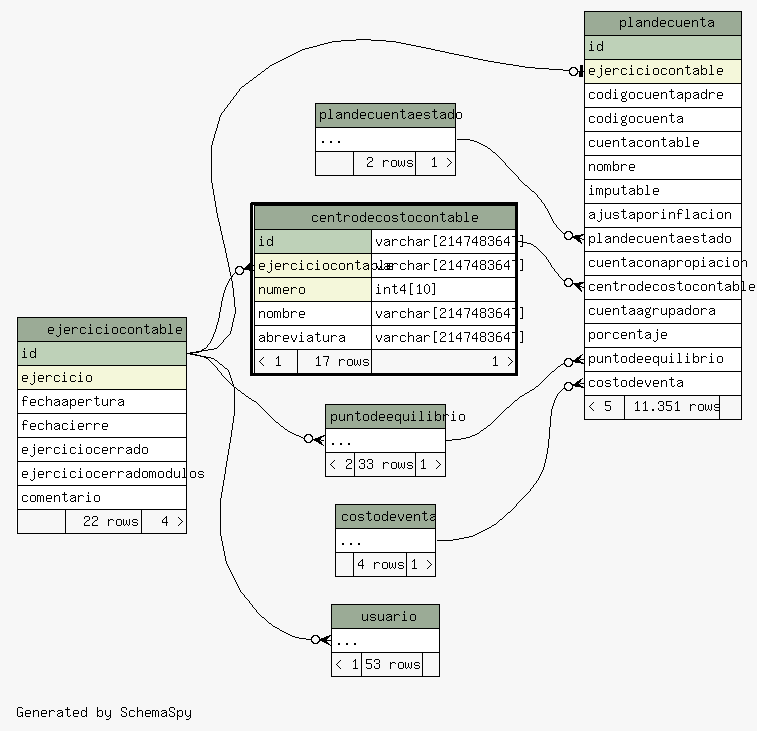 plandecuenta
id
ejerciciocontable
codigocuentapadre
codigocuenta
cuentacontable
nombre
imputable
ajustaporinflacion
plandecuentaestado
cuentaconapropiacion
centrodecostocontable
cuentaagrupadora
porcentaje
puntodeequilibrio
costodeventa
< 5 11.351 rows
plandecuentaestado
...
2 rows 1 >
centrodecostocontable
id varchar[2147483647]
ejerciciocontable varchar[2147483647]
numero int4[10]
nombre varchar[2147483647]
abreviatura varchar[2147483647]
< 1 17 rows 1 >
ejerciciocontable
id
ejercicio
fechaapertura
fechacierre
ejerciciocerrado
ejerciciocerradomodulos
comentario
22 rows 4 >
puntodeequilibrio
...
< 2 33 rows 1 >
costodeventa
...
4 rows 1 >
usuario
...
< 1 53 rows
Generated by SchemaSpy